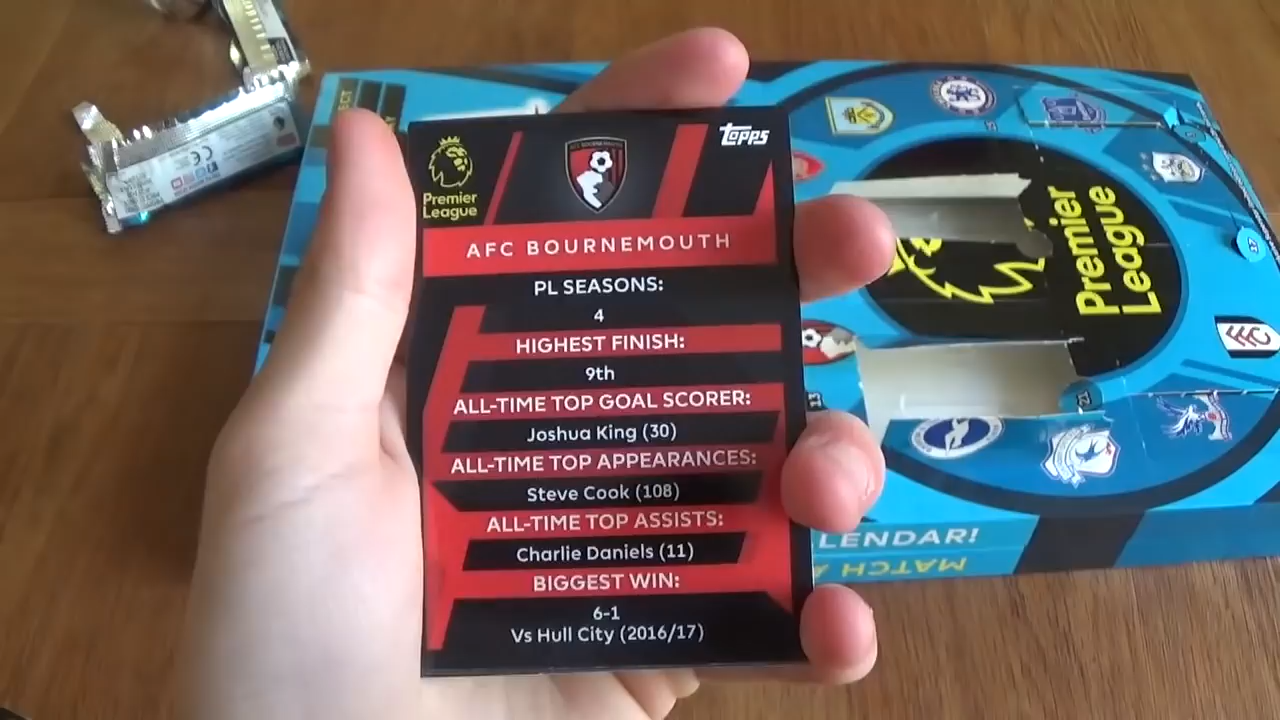 topps
Premier
League
AFC BOURNEMOUTH
PL SEASONS:
4
HIGHEST FINISH:
9th
ALL-TIME TOP GOAL SCORER:
Joshua King (30)
ALL-TIME TOP APPEARANCES:
Steve Cook (108)
ALL-TIME TOP ASSISTS:
Charlie Daniels (11)
BIGGEST WIN:
6-1
Vs Hull City (2016/17)
Premier
League
LENDAR!
MATCH